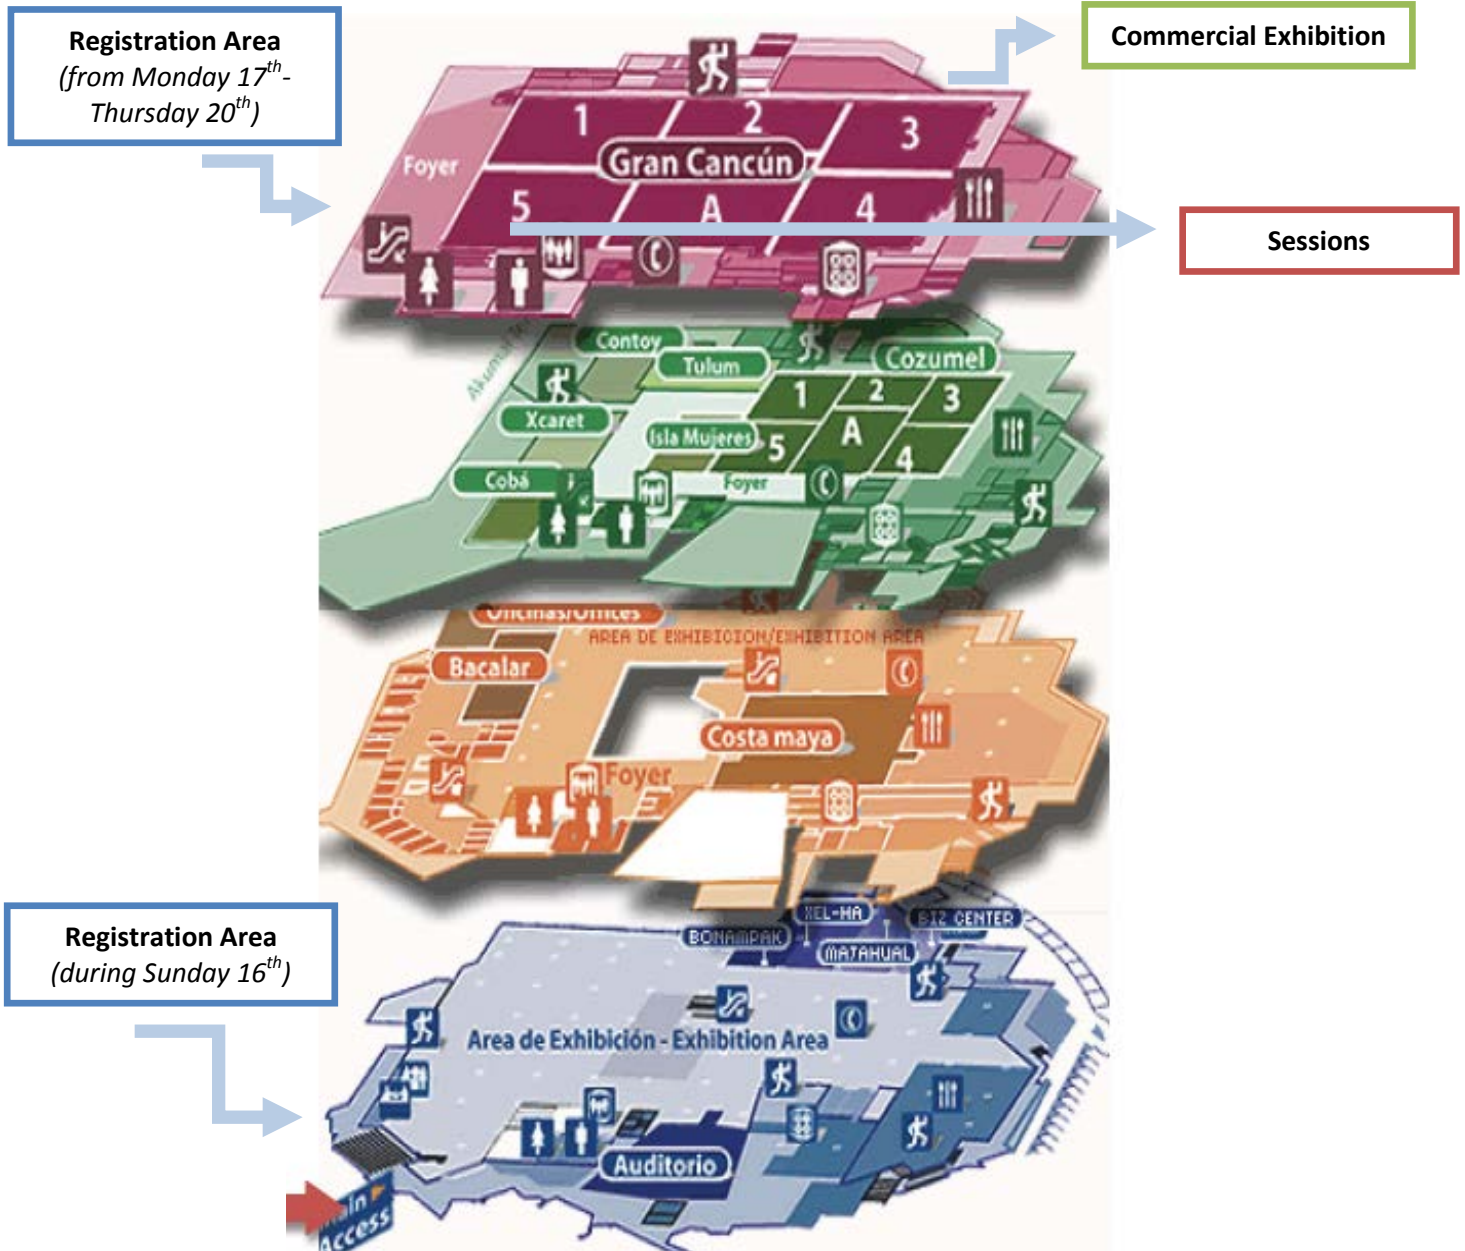 Registration Area
(from Monday 17th-
Thursday 20th)
Commercial Exhibition
1
2
3
Foyer
Gran Cancún
5
A
4
Sessions
Contoy
Tulum
Cozumel
1
2
3
Xcaret
Isla Mujeres
5
A
4
Cobá
Foyer
Oficinas/Offices
AREA DE EXHIBICION/EXHIBITION AREA
Bacalar
Costa maya
Foyer
Registration Area
(during Sunday 16th)
XEL-HA
BIZ CENTER
BONAMPAK
MAJAHUAL
Area de Exhibición - Exhibition Area
Auditorio
Main
Access